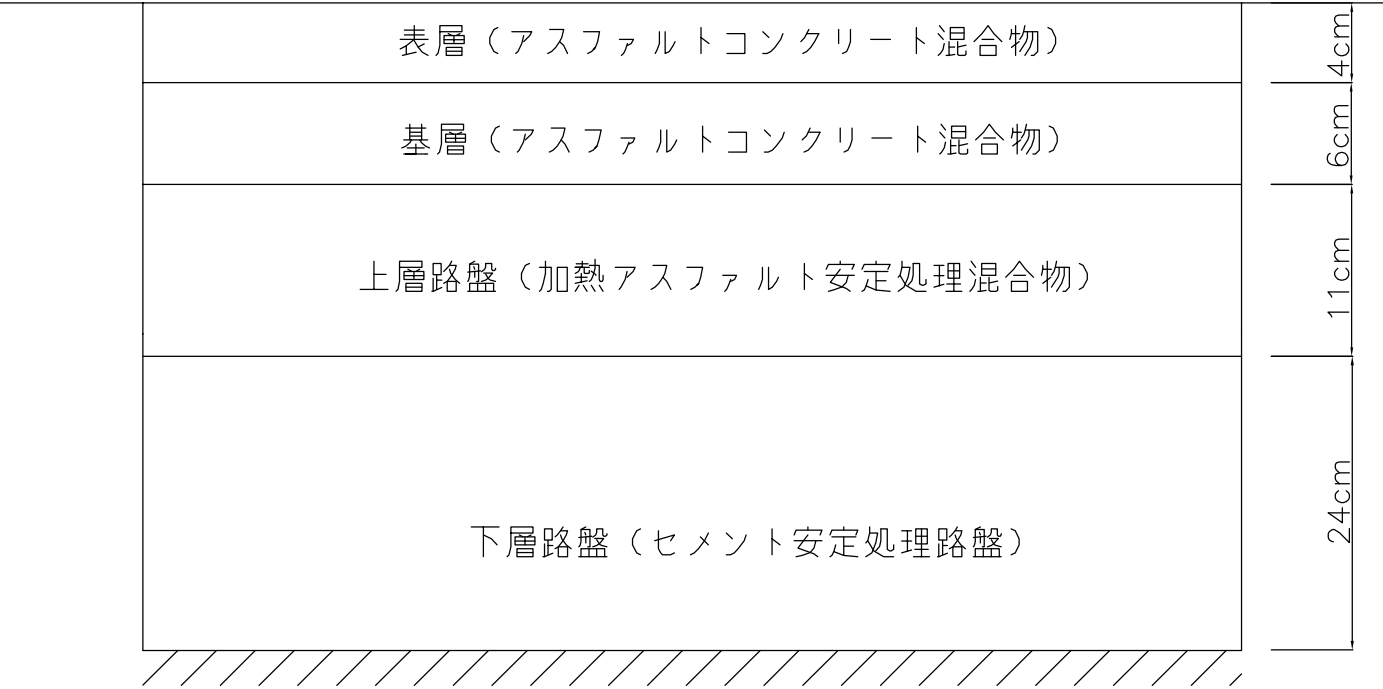 表層（アスファルトコンクリート混合物）
4cm
基層（アスファルトコンクリート混合物）
6cm
上層路盤（加熱アスファルト安定処理混合物）
11cm
下層路盤（セメント安定処理路盤）
24cm